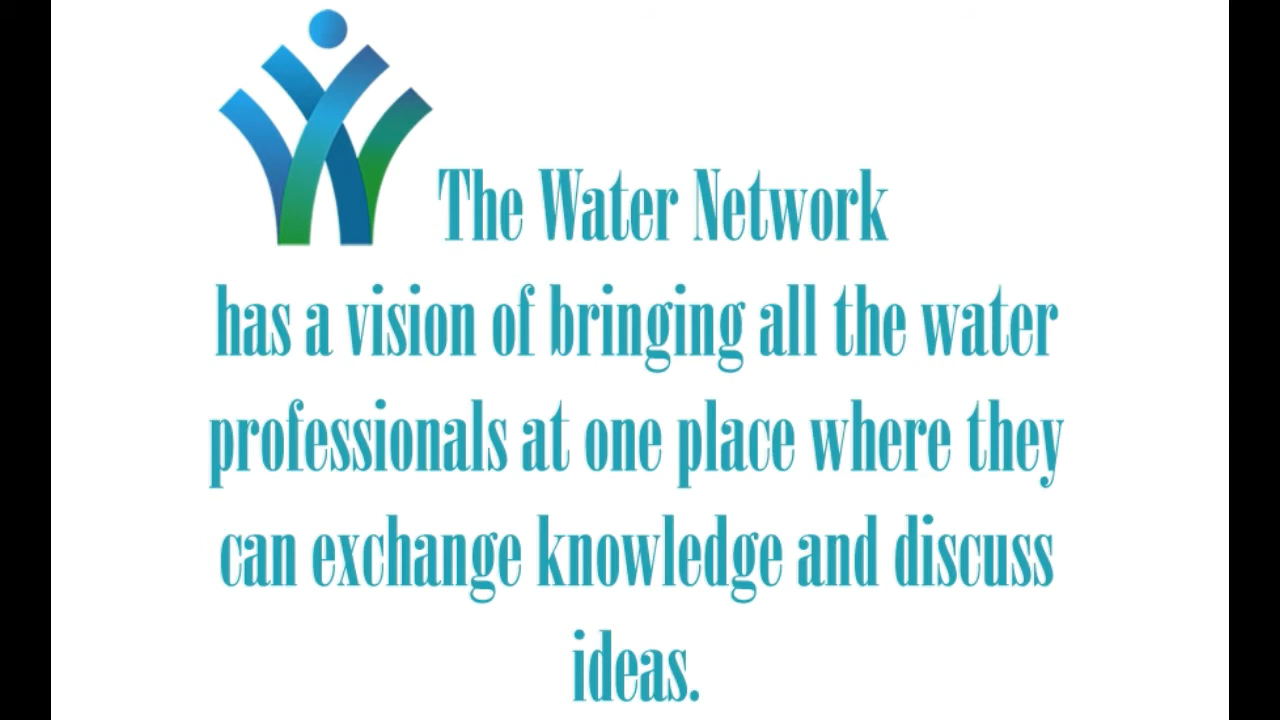 The Water Network
has a vision of bringing all the water
professionals at one place where they
can exchange knowledge and discuss
ideas.